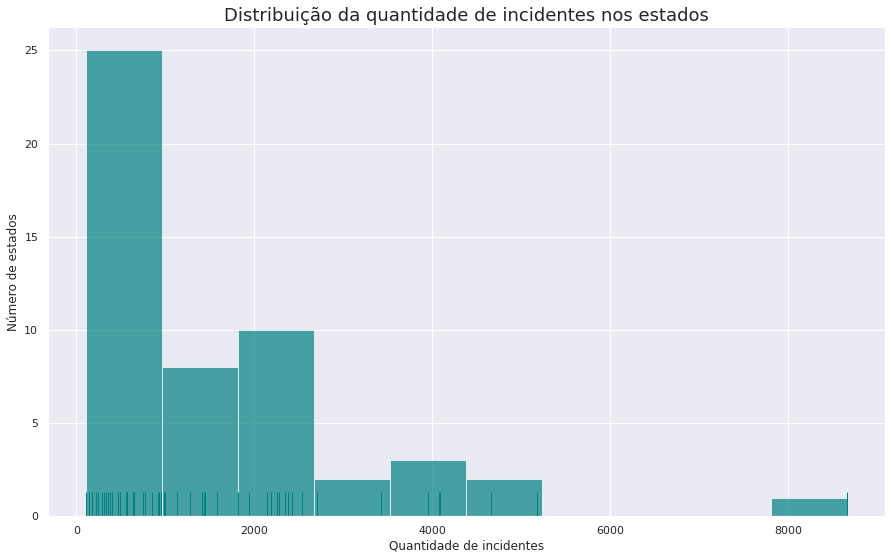 Distribuição da quantidade de incidentes nos estados
25
20
15
10
5
0
Número de estados
0 2000 4000 6000 8000
Quantidade de incidentes